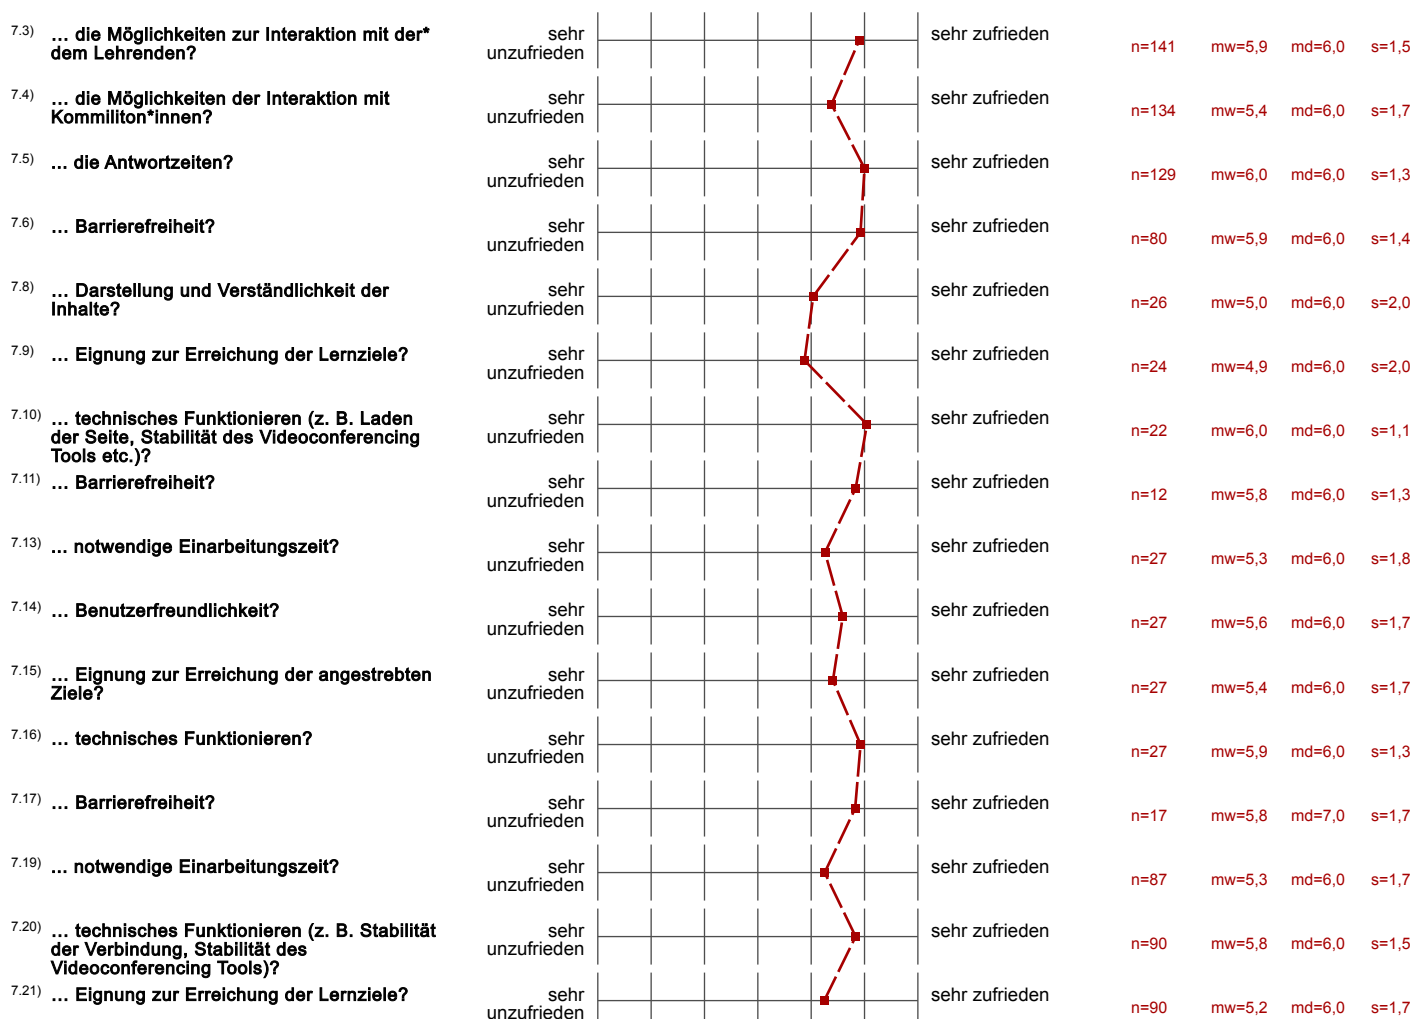 7.3) ... die Möglichkeiten zur Interaktion mit der*
dem Lehrenden?
sehr
unzufrieden
sehr zufrieden
n=141 mw=5,9 md=6,0 s=1,5
7.4) ... die Möglichkeiten der Interaktion mit
Kommiliton*innen?
sehr
unzufrieden
sehr zufrieden
n=134 mw=5,4 md=6,0 s=1,7
7.5) ... die Antwortzeiten?
sehr
unzufrieden
sehr zufrieden
n=129 mw=6,0 md=6,0 s=1,3
7.6) ... Barrierefreiheit?
sehr
unzufrieden
sehr zufrieden
n=80 mw=5,9 md=6,0 s=1,4
7.8) ... Darstellung und Verständlichkeit der
Inhalte?
sehr
unzufrieden
sehr zufrieden
n=26 mw=5,0 md=6,0 s=2,0
7.9) ... Eignung zur Erreichung der Lernziele?
sehr
unzufrieden
sehr zufrieden
n=24 mw=4,9 md=6,0 s=2,0
7.10) ... technisches Funktionieren (z. B. Laden
der Seite, Stabilität des Videoconferencing
Tools etc.)?
sehr
unzufrieden
sehr zufrieden
n=22 mw=6,0 md=6,0 s=1,1
7.11) ... Barrierefreiheit?
sehr
unzufrieden
sehr zufrieden
n=12 mw=5,8 md=6,0 s=1,3
7.13) ... notwendige Einarbeitungszeit?
sehr
unzufrieden
sehr zufrieden
n=27 mw=5,3 md=6,0 s=1,8
7.14) ... Benutzerfreundlichkeit?
sehr
unzufrieden
sehr zufrieden
n=27 mw=5,6 md=6,0 s=1,7
7.15) ... Eignung zur Erreichung der angestrebten
Ziele?
sehr
unzufrieden
sehr zufrieden
n=27 mw=5,4 md=6,0 s=1,7
7.16) ... technisches Funktionieren?
sehr
unzufrieden
sehr zufrieden
n=27 mw=5,9 md=6,0 s=1,3
7.17) ... Barrierefreiheit?
sehr
unzufrieden
sehr zufrieden
n=17 mw=5,8 md=7,0 s=1,7
7.19) ... notwendige Einarbeitungszeit?
sehr
unzufrieden
sehr zufrieden
n=87 mw=5,3 md=6,0 s=1,7
7.20) ... technisches Funktionieren (z. B. Stabilität
der Verbindung, Stabilität des
Videoconferencing Tools)?
sehr
unzufrieden
sehr zufrieden
n=90 mw=5,8 md=6,0 s=1,5
7.21) ... Eignung zur Erreichung der Lernziele?
sehr
unzufrieden
sehr zufrieden
n=90 mw=5,2 md=6,0 s=1,7